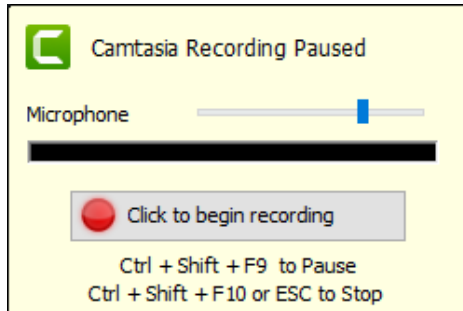 Camtasia Recording Paused
Microphone
Click to begin recording
Ctrl + Shift + F9 to Pause
Ctrl + Shift + F10 or ESC to Stop